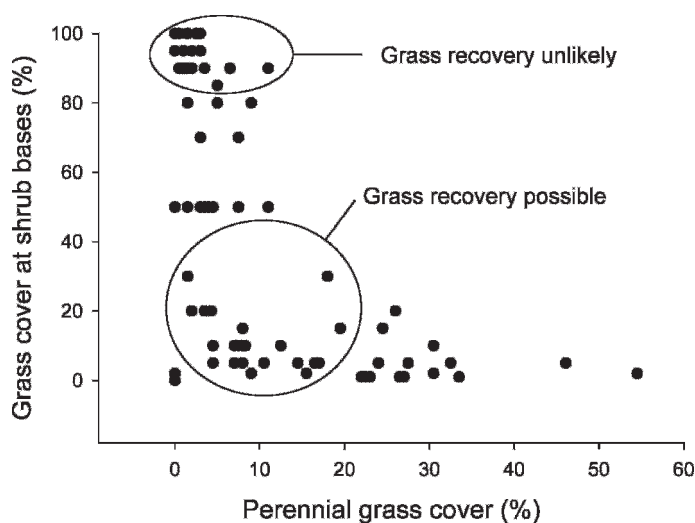 100
80
60
40
20
0
Grass cover at shrub bases (%)
Grass recovery unlikely
Grass recovery possible
0 10 20 30 40 50 60
Perennial grass cover (%)